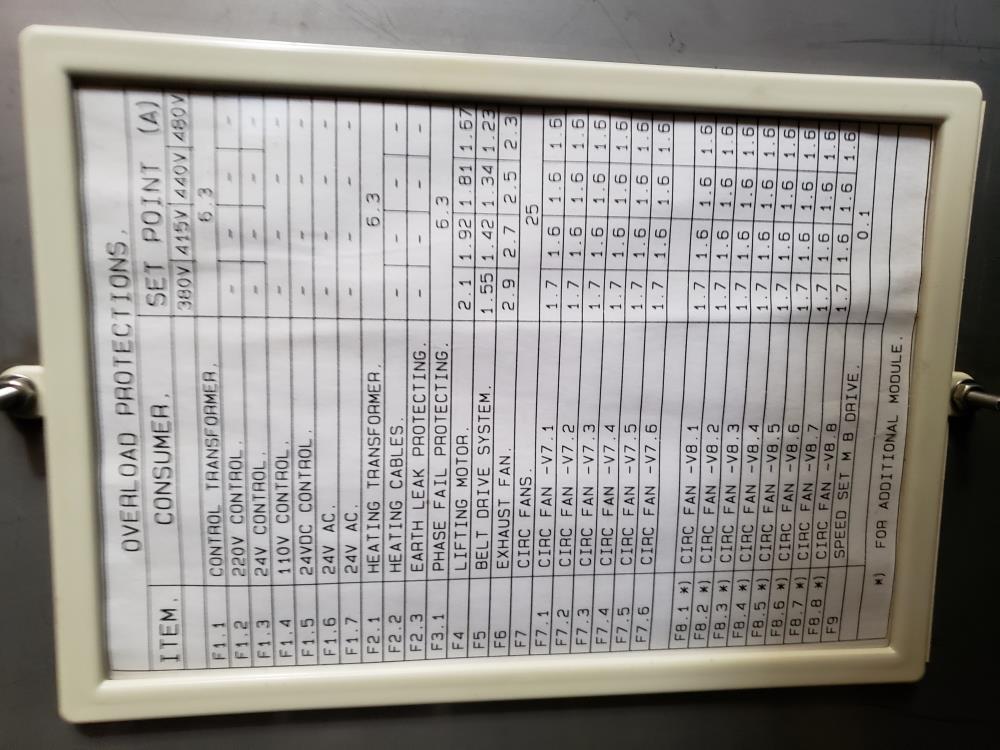 OVERLOAD PROTECTIONS.
ITEM. CONSUMER. SET POINT (A)
380V 415V 440V 480V
F1.1 CONTROL TRANSFORMER. 6.3
F1.2 220V CONTROL. - - - -
F1.3 24V CONTROL. - - - -
F1.4 110V CONTROL. - - - -
F1.5 24VDC CONTROL. - - - -
F1.6 24V AC. - - - -
F1.7 24V AC. - - - -
F2.1 HEATING TRANSFORMER. 6.3
F2.2 HEATING CABLES. - - - -
F2.3 EARTH LEAK PROTECTING. - - - -
F3.1 PHASE FAIL PROTECTING. 6.3
F4 LIFTING MOTOR. 2.1 1.92 1.81 1.67
F5 BELT DRIVE SYSTEM. 1.55 1.42 1.34 1.23
F6 EXHAUST FAN. 2.9 2.7 2.5 2.3
F7 CIRC FANS. 25
F7.1 CIRC FAN -V7.1 1.7 1.6 1.6 1.6
F7.2 CIRC FAN -V7.2 1.7 1.6 1.6 1.6
F7.3 CIRC FAN -V7.3 1.7 1.6 1.6 1.6
F7.4 CIRC FAN -V7.4 1.7 1.6 1.6 1.6
F7.5 CIRC FAN -V7.5 1.7 1.6 1.6 1.6
F7.6 CIRC FAN -V7.6 1.7 1.6 1.6 1.6
F8.1 *) CIRC FAN -V8.1 1.7 1.6 1.6 1.6
F8.2 *) CIRC FAN -V8.2 1.7 1.6 1.6 1.6
F8.3 *) CIRC FAN -V8.3 1.7 1.6 1.6 1.6
F8.4 *) CIRC FAN -V8.4 1.7 1.6 1.6 1.6
F8.5 *) CIRC FAN -V8.5 1.7 1.6 1.6 1.6
F8.6 *) CIRC FAN -V8.6 1.7 1.6 1.6 1.6
F8.7 *) CIRC FAN -V8.7 1.7 1.6 1.6 1.6
F8.8 *) CIRC FAN -V8.8 1.7 1.6 1.6 1.6
F9 SPEED SET M B DRIVE. 0.1
*) FOR ADDITIONAL MODULE.